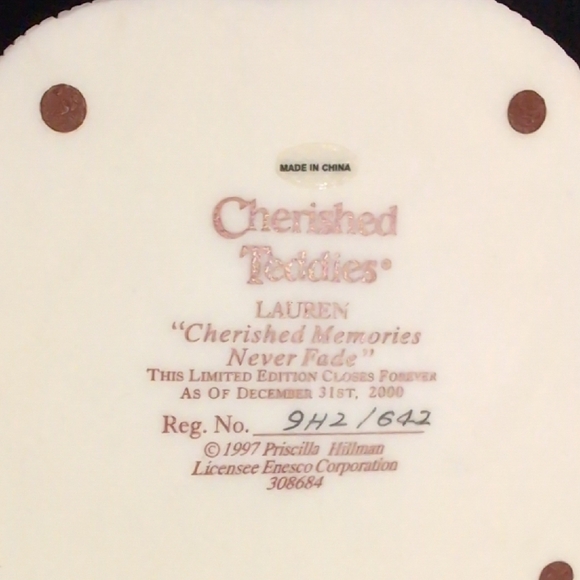 MADE IN CHINA
Cherished
Teddies®
LAUREN
"Cherished Memories
Never Fade"
THIS LIMITED EDITION CLOSES FOREVER
AS OF DECEMBER 31ST, 2000
Reg. No. 9H2/642
© 1997 Priscilla Hillman
Licensee Enesco Corporation
308684